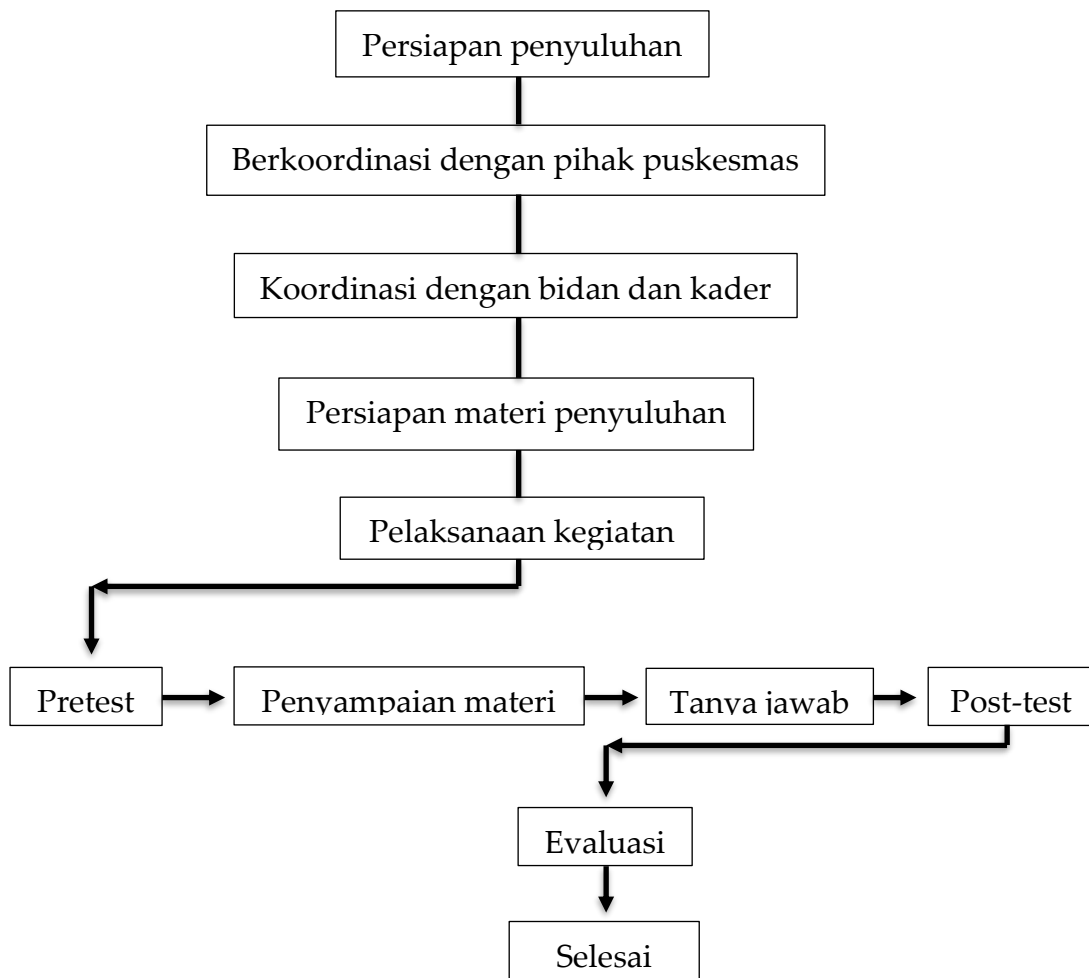 Persiapan penyuluhan
Berkoordinasi dengan pihak puskesmas
Koordinasi dengan bidan dan kader
Persiapan materi penyuluhan
Pelaksanaan kegiatan
Pretest
Penyampaian materi
Tanya jawab
Post-test
Evaluasi
Selesai